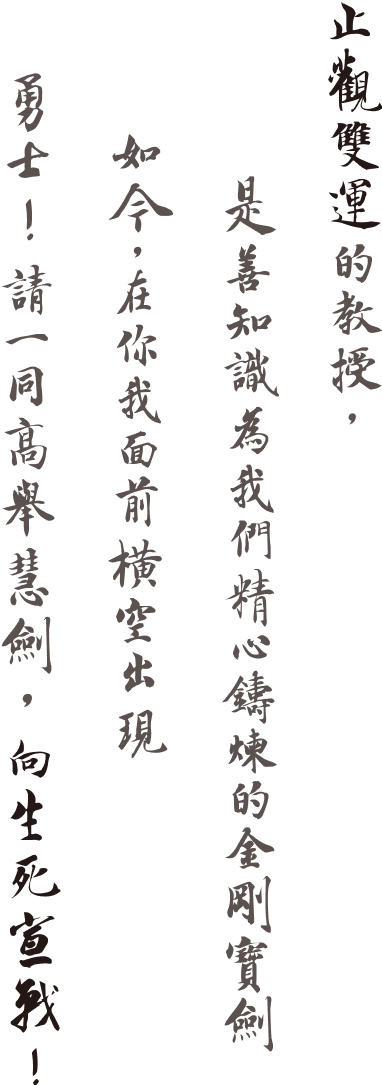 止觀雙運的教授，
是善知識為我們精心鑄煉的金剛寶劍
如今，在你我面前橫空出現
勇士！請一同高舉慧劍，向生死宣戰！